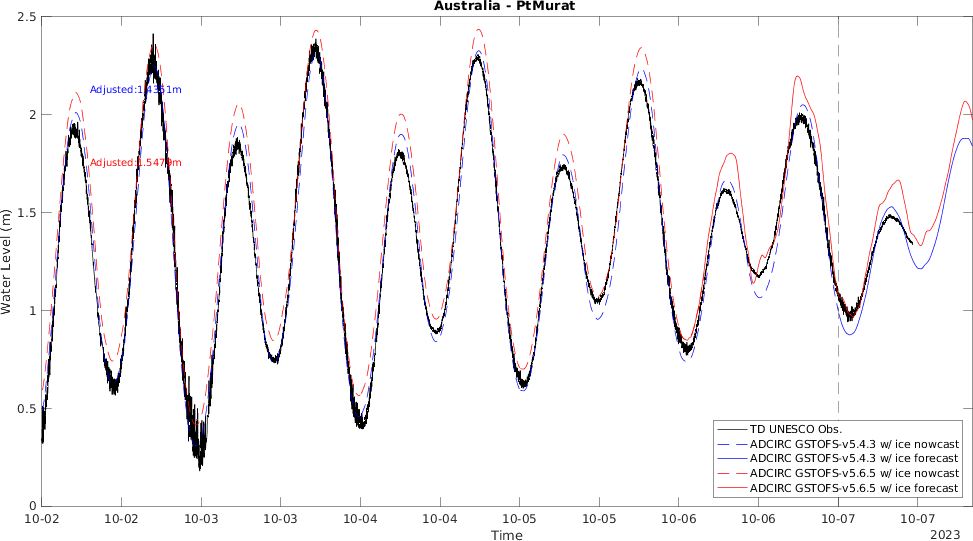 Australia - PtMurat
2.5
2
1.5
1
0.5
0
Water Level (m)
Adjusted:1.4351m
Adjusted:1.5479m
TD UNESCO Obs.
ADCIRC GSTOFS-v5.4.3 w/ ice nowcast
ADCIRC GSTOFS-v5.4.3 w/ ice forecast
ADCIRC GSTOFS-v5.6.5 w/ ice nowcast
ADCIRC GSTOFS-v5.6.5 w/ ice forecast
10-02 10-02 10-03 10-03 10-04 10-04 10-05 10-05 10-06 10-06 10-07 10-07
Time
2023